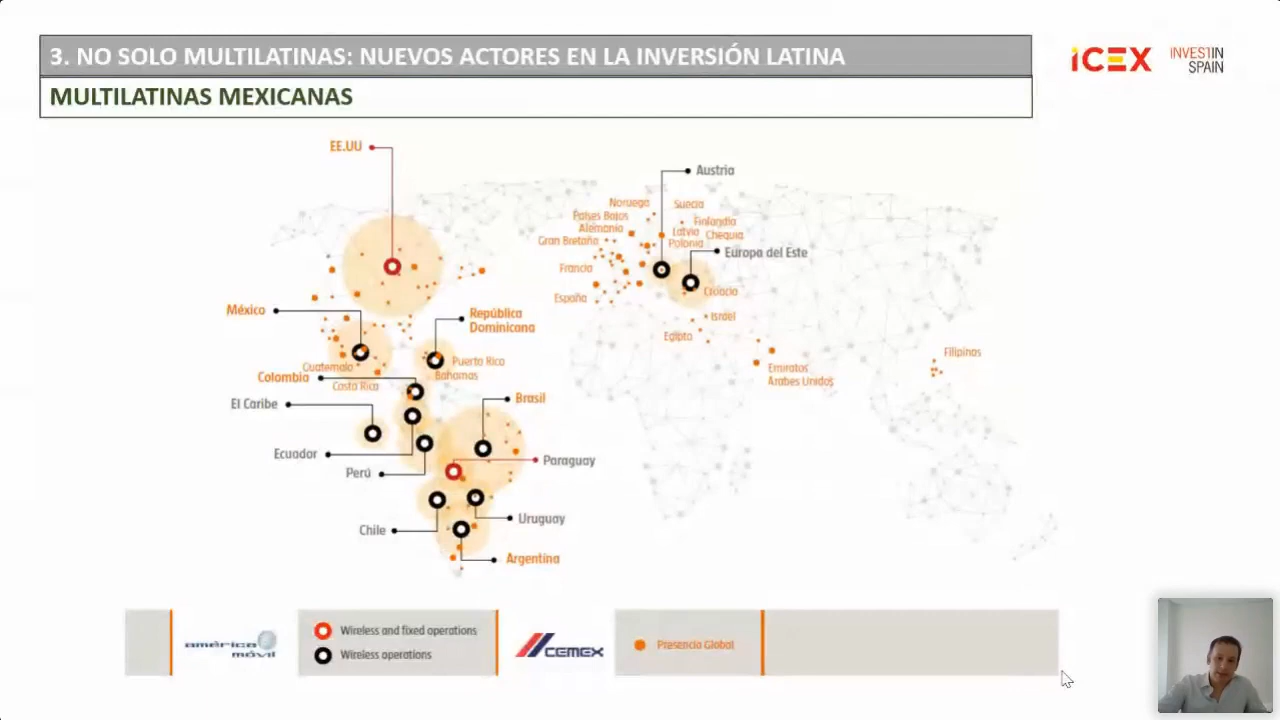 3. NO SOLO MULTILATINAS: NUEVOS ACTORES EN LA INVERSIÓN LATINA
MULTILATINAS MEXICANAS
ICEX
INVEST IN
SPAIN
EE.UU
Austria
Noruega
Suecia
Países Bajos
Finlandia
Alemania
Latvia
Chequia
Gran Bretaña
Polonia
Europa del Este
Francia
España
Croacia
Israel
Egipto
México
República
Dominicana
Guatemala
Puerto Rico
Colombia
Costa Rica
Bahamas
Filipinas
Emiratos
Árabes Unidos
El Caribe
Brasil
Ecuador
Paraguay
Perú
Uruguay
Chile
Argentina
américa
móvil
Wireless and fixed operations
Wireless operations
CEMEX
Presencia Global